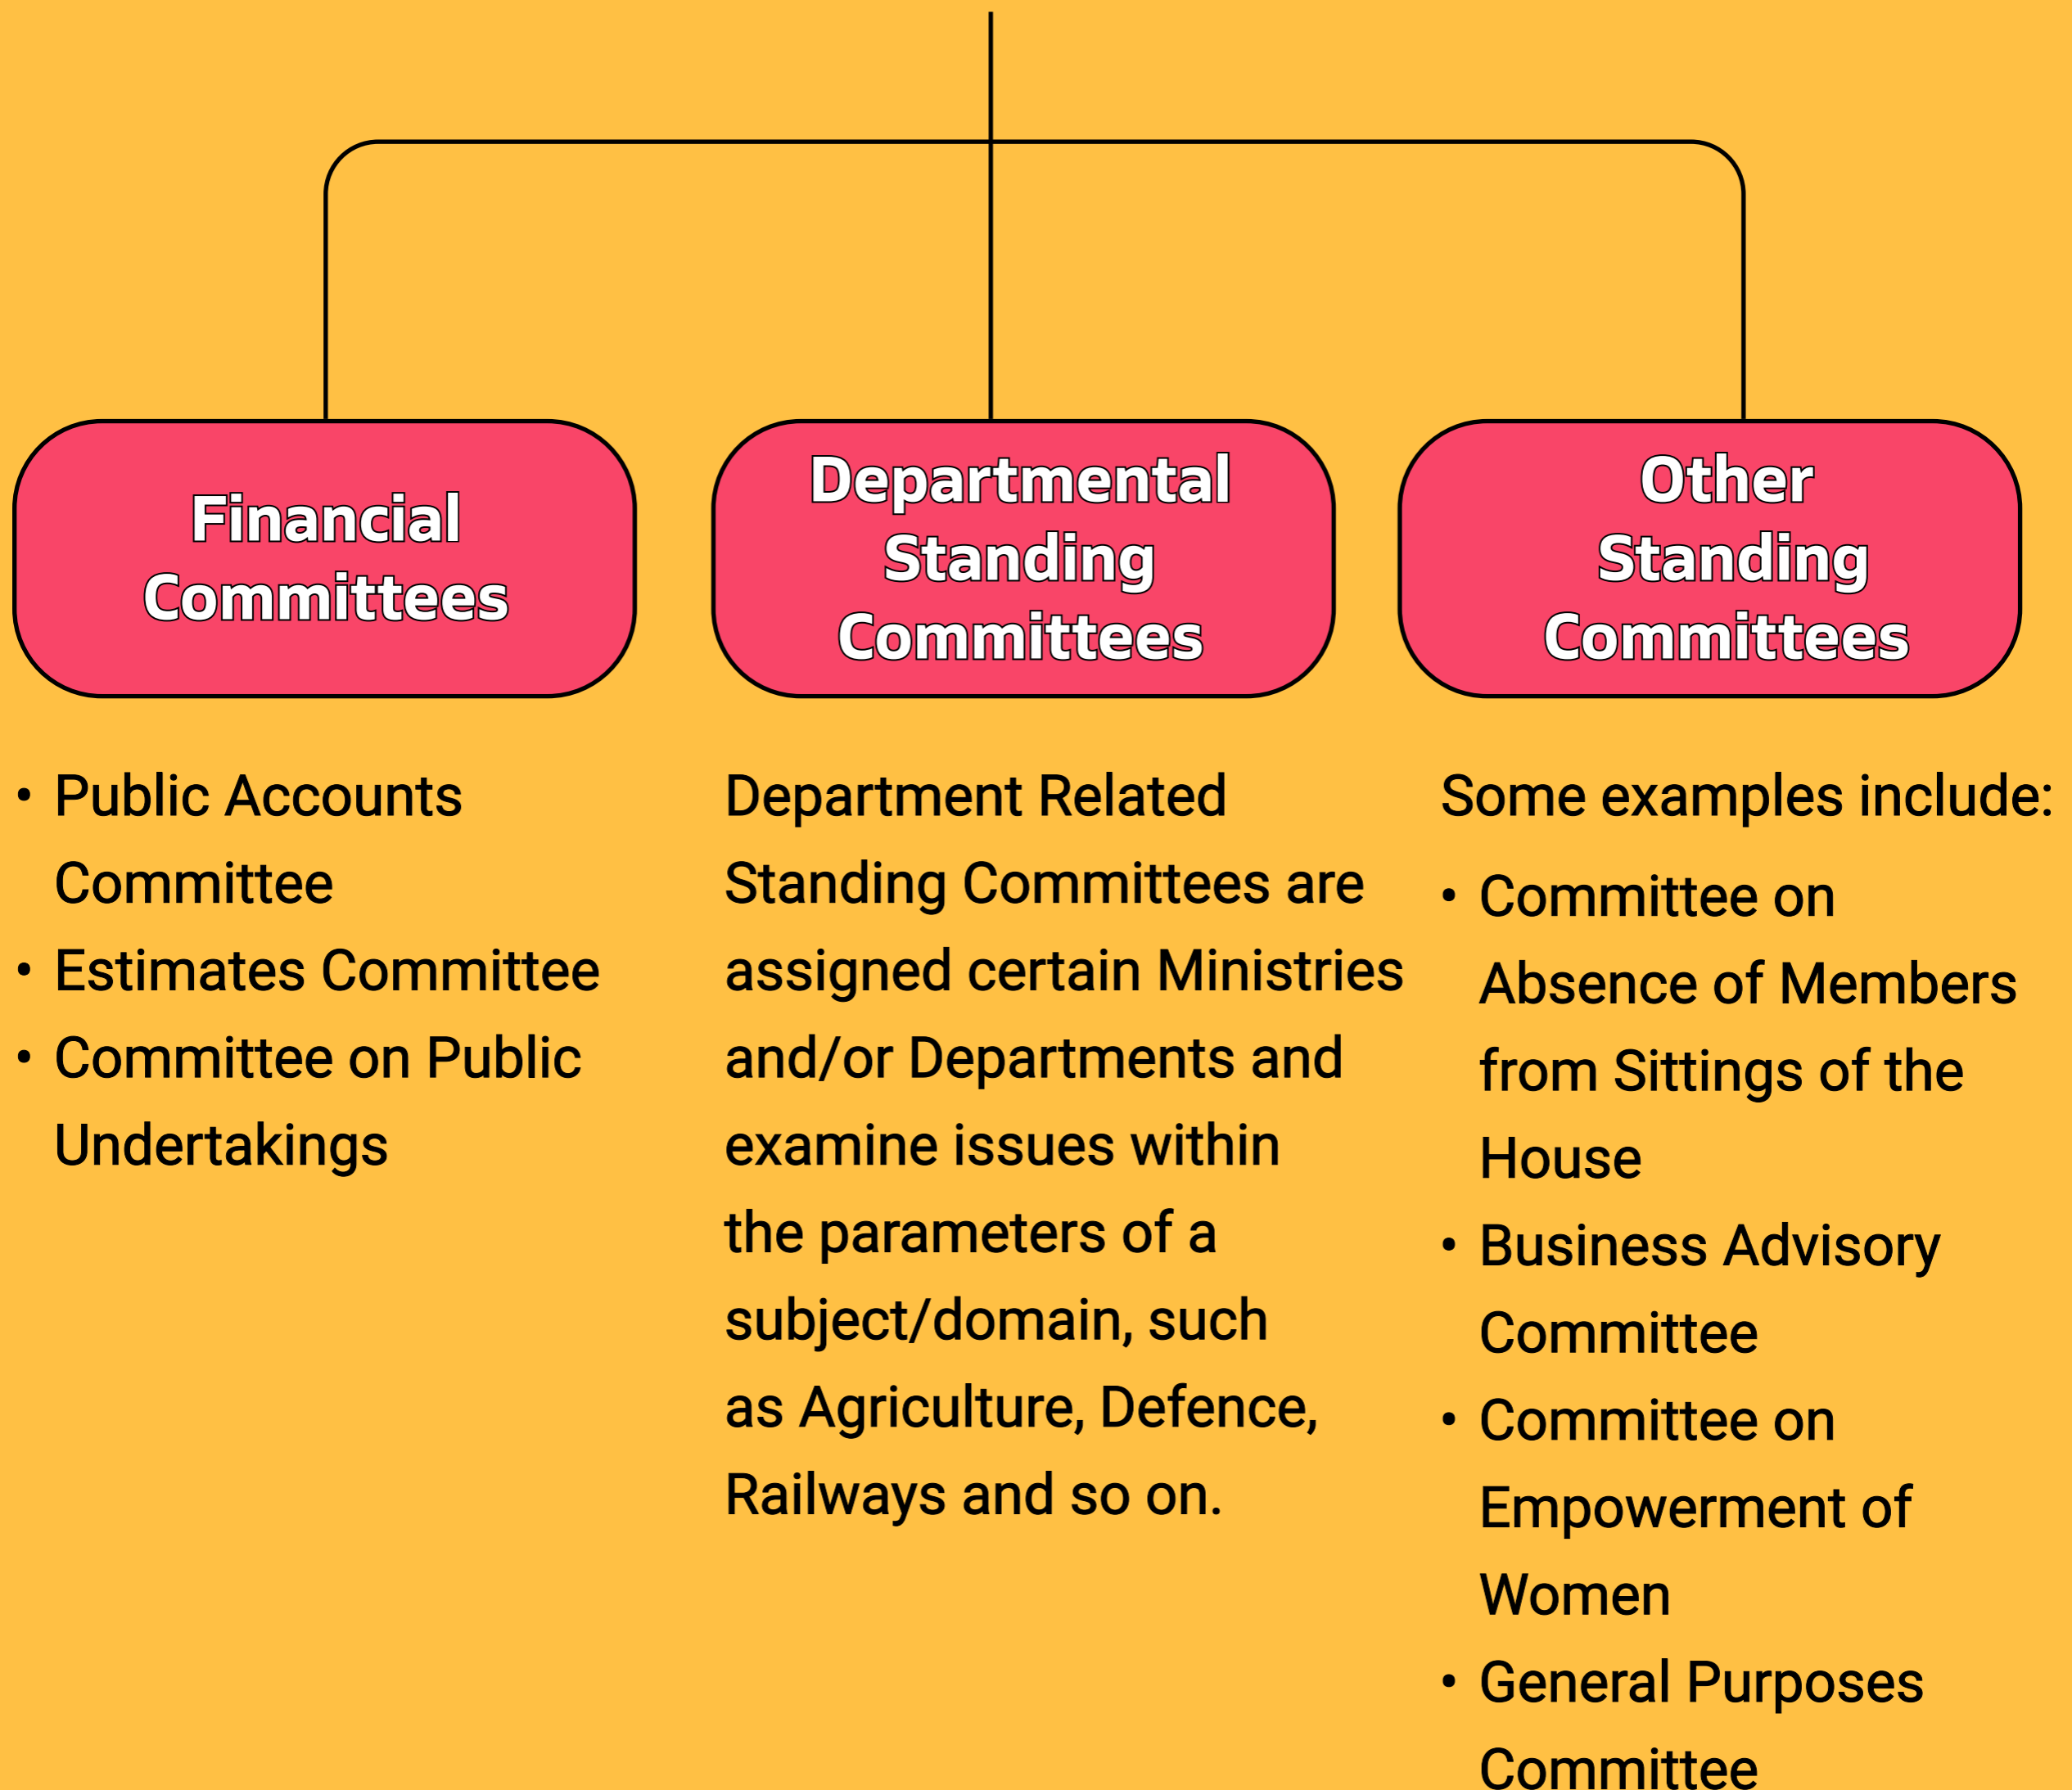 Financial
Committees
Departmental
Standing
Committees
Other
Standing
Committees
• Public Accounts
Committee
• Estimates Committee
• Committee on Public
Undertakings
Department Related
Standing Committees are
assigned certain Ministries
and/or Departments and
examine issues within
the parameters of a
subject/domain, such
as Agriculture, Defence,
Railways and so on.
Some examples include:
• Committee on
Absence of Members
from Sittings of the
House
• Business Advisory
Committee
• Committee on
Empowerment of
Women
• General Purposes
Committee